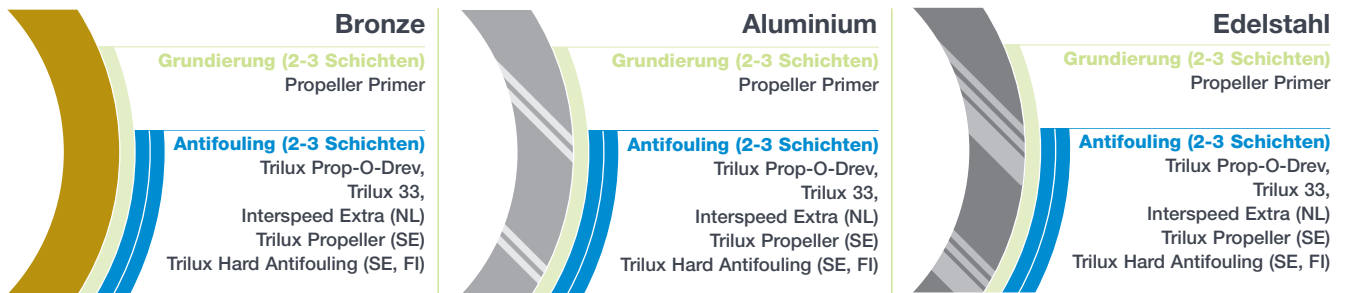 Bronze
Grundierung (2-3 Schichten)
Propeller Primer
Antifouling (2-3 Schichten)
Trilux Prop-O-Drev,
Trilux 33,
Interspeed Extra (NL)
Trilux Propeller (SE)
Trilux Hard Antifouling (SE, FI)
Aluminium
Grundierung (2-3 Schichten)
Propeller Primer
Antifouling (2-3 Schichten)
Trilux Prop-O-Drev,
Trilux 33,
Interspeed Extra (NL)
Trilux Propeller (SE)
Trilux Hard Antifouling (SE, FI)
Edelstahl
Grundierung (2-3 Schichten)
Propeller Primer
Antifouling (2-3 Schichten)
Trilux Prop-O-Drev,
Trilux 33,
Interspeed Extra (NL)
Trilux Propeller (SE)
Trilux Hard Antifouling (SE, FI)